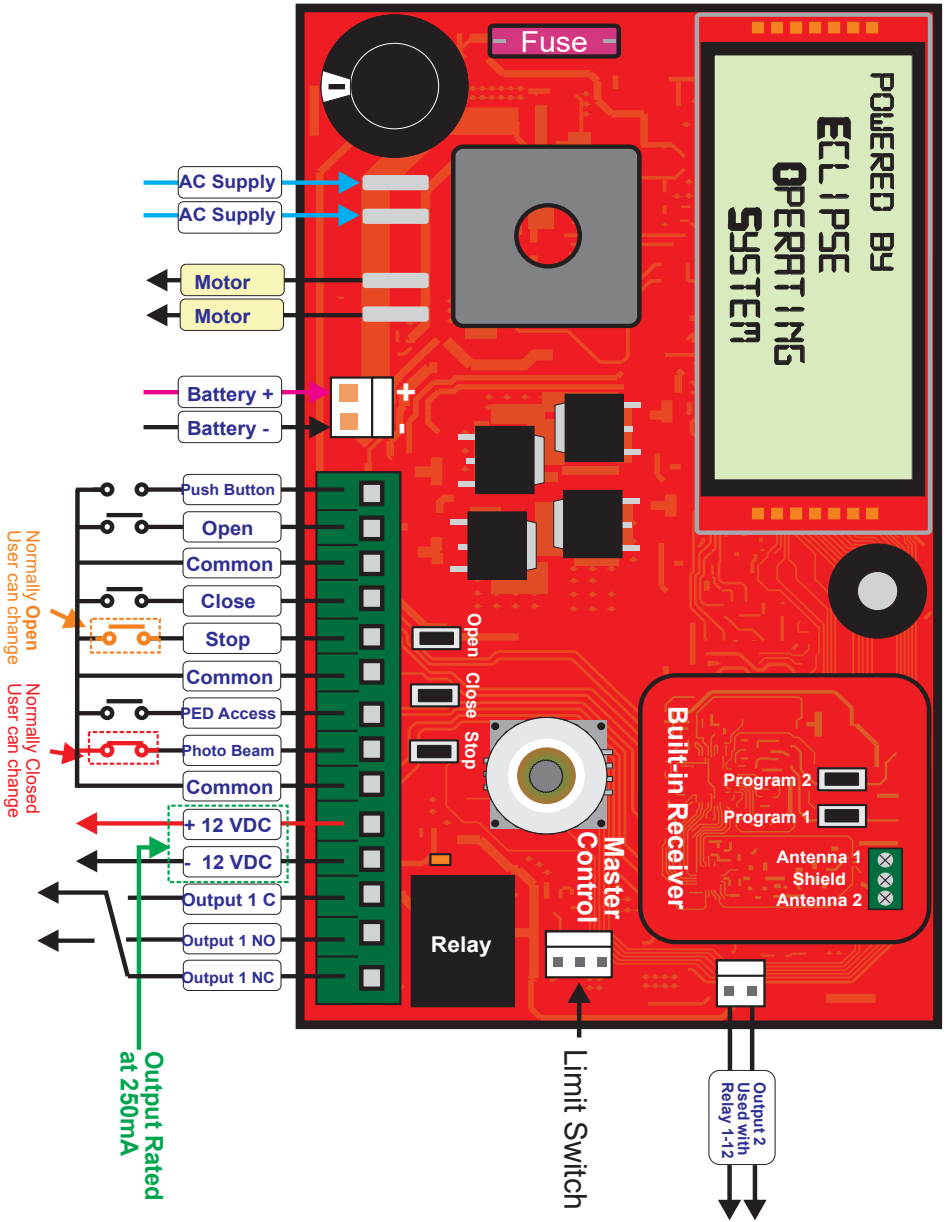 Fuse
POWERED BY
ECLIPSE
OPERATING
SYSTEM
AC Supply
AC Supply
Motor
Motor
Battery +
Battery -
+
-
Push Button
Open
Common
Close
Stop
Common
PED Access
Photo Beam
Common
+ 12 VDC
- 12 VDC
Output 1 C
Output 1 NO
Output 1 NC
Normally Open
User can change
Normally Closed
User can change
Output Rated
at 250mA
Open
Close
Stop
Master
Control
Relay
Limit Switch
Built-in Receiver
Program 2
Program 1
Antenna 1
Shield
Antenna 2
Output 2
Used with
Relay 1-12